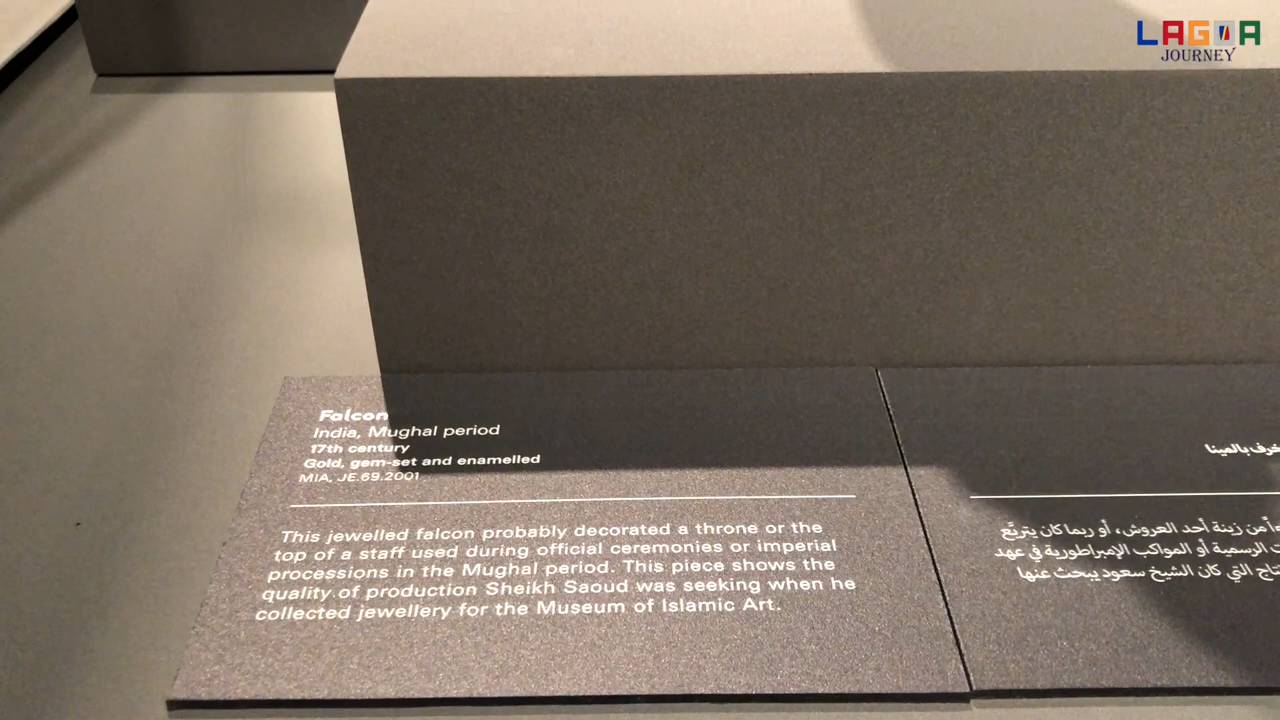 LAGOA
JOURNEY
Falcon
India, Mughal period
17th century
Gold, gem-set and enamelled
MIA, JE.69.2001
This jewelled falcon probably decorated a throne or the
top of a staff used during official ceremonies or imperial
processions in the Mughal period. This piece shows the
quality of production Sheikh Saoud was seeking when he
collected jewellery for the Museum of Islamic Art.
بالمينا
من زينة أحد العروش، أو ربما كان يتربّع
الرسمية أو المواكب الإمبراطورية في عهد
التي كان الشيخ سعود يبحث عنها